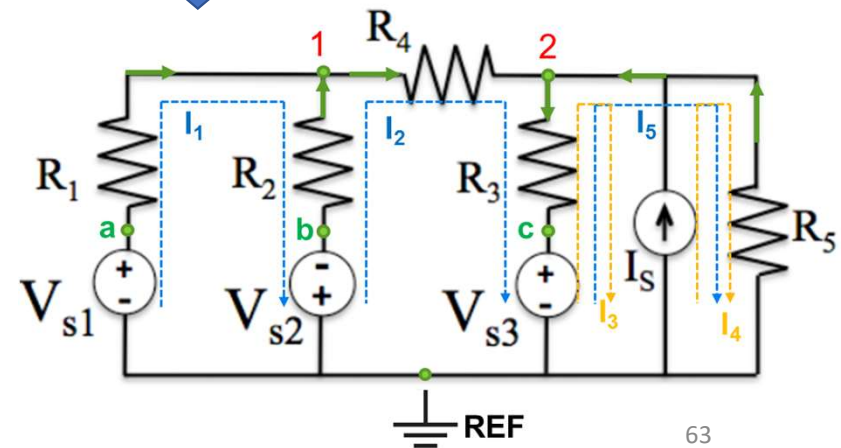 R4
1
2
I1
I2
I5
R1
R2
R3
R5
a
b
c
+
-
-
+
+
-
Vs1
Vs2
Vs3
IS
I3
I4
REF
63